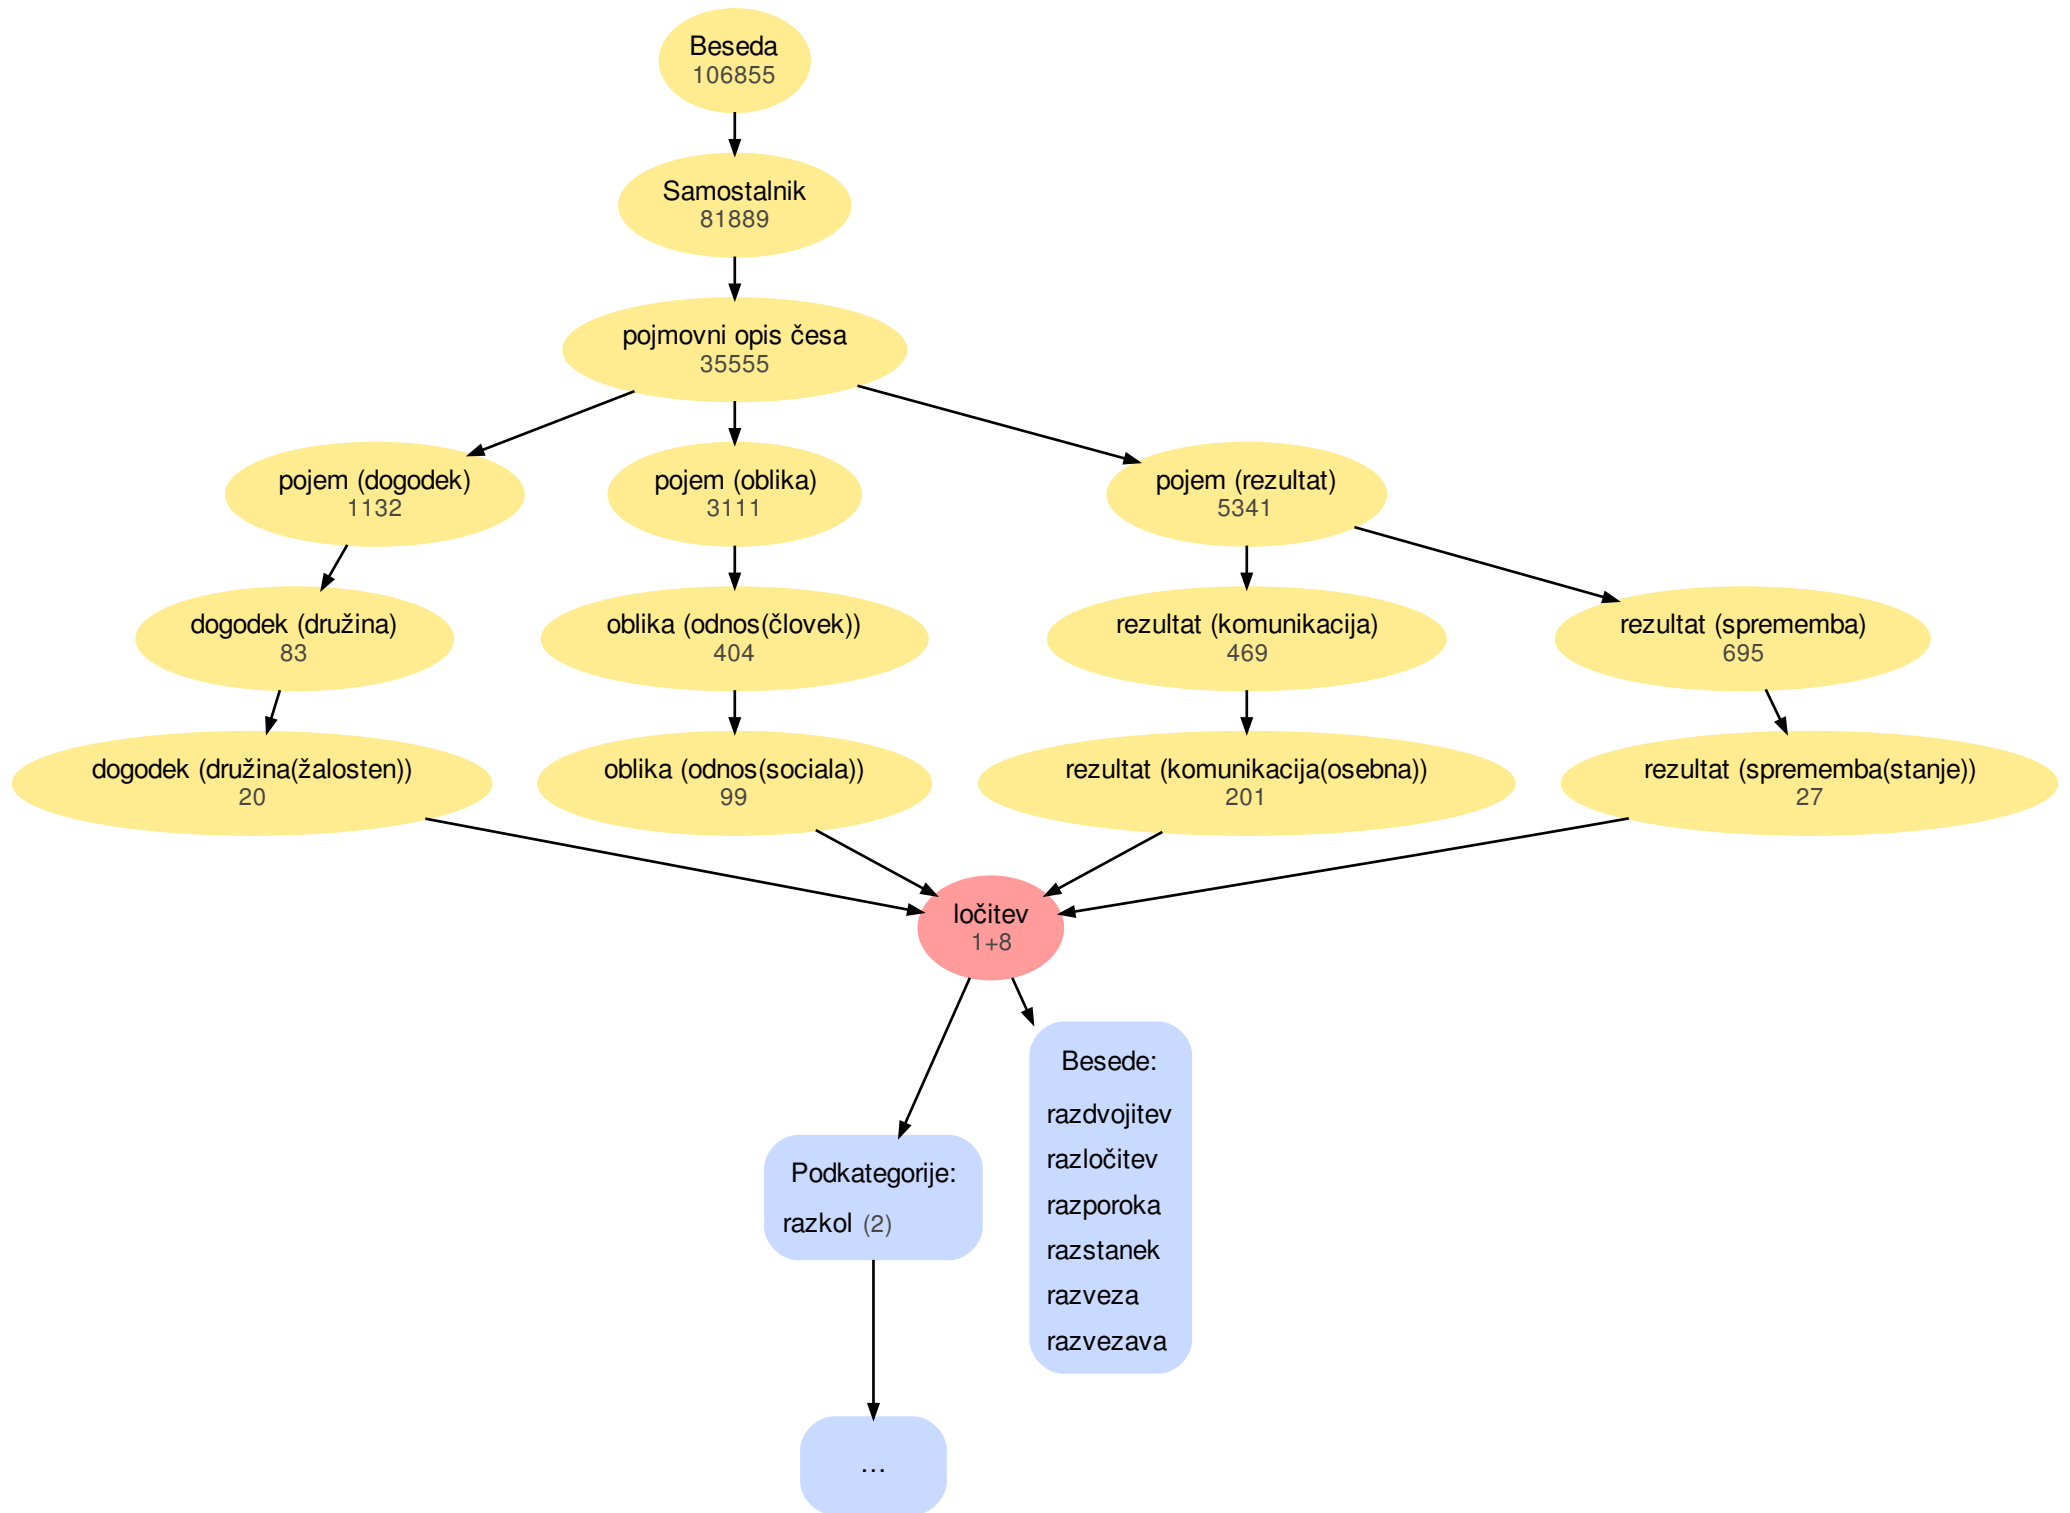 Beseda
106855
Samostalnik
81889
pojmovni opis česa
35555
pojem (dogodek)
1132
pojem (oblika)
3111
pojem (rezultat)
5341
dogodek (družina)
83
oblika (odnos(človek))
404
rezultat (komunikacija)
469
rezultat (sprememba)
695
dogodek (družina(žalosten))
20
oblika (odnos(sociala))
99
rezultat (komunikacija(osebna))
201
rezultat (sprememba(stanje))
27
ločitev
1+8
Besede:
razdvojitev
razločitev
razporoka
razstanek
razveza
razvezava
Podkategorije:
razkol (2)
...